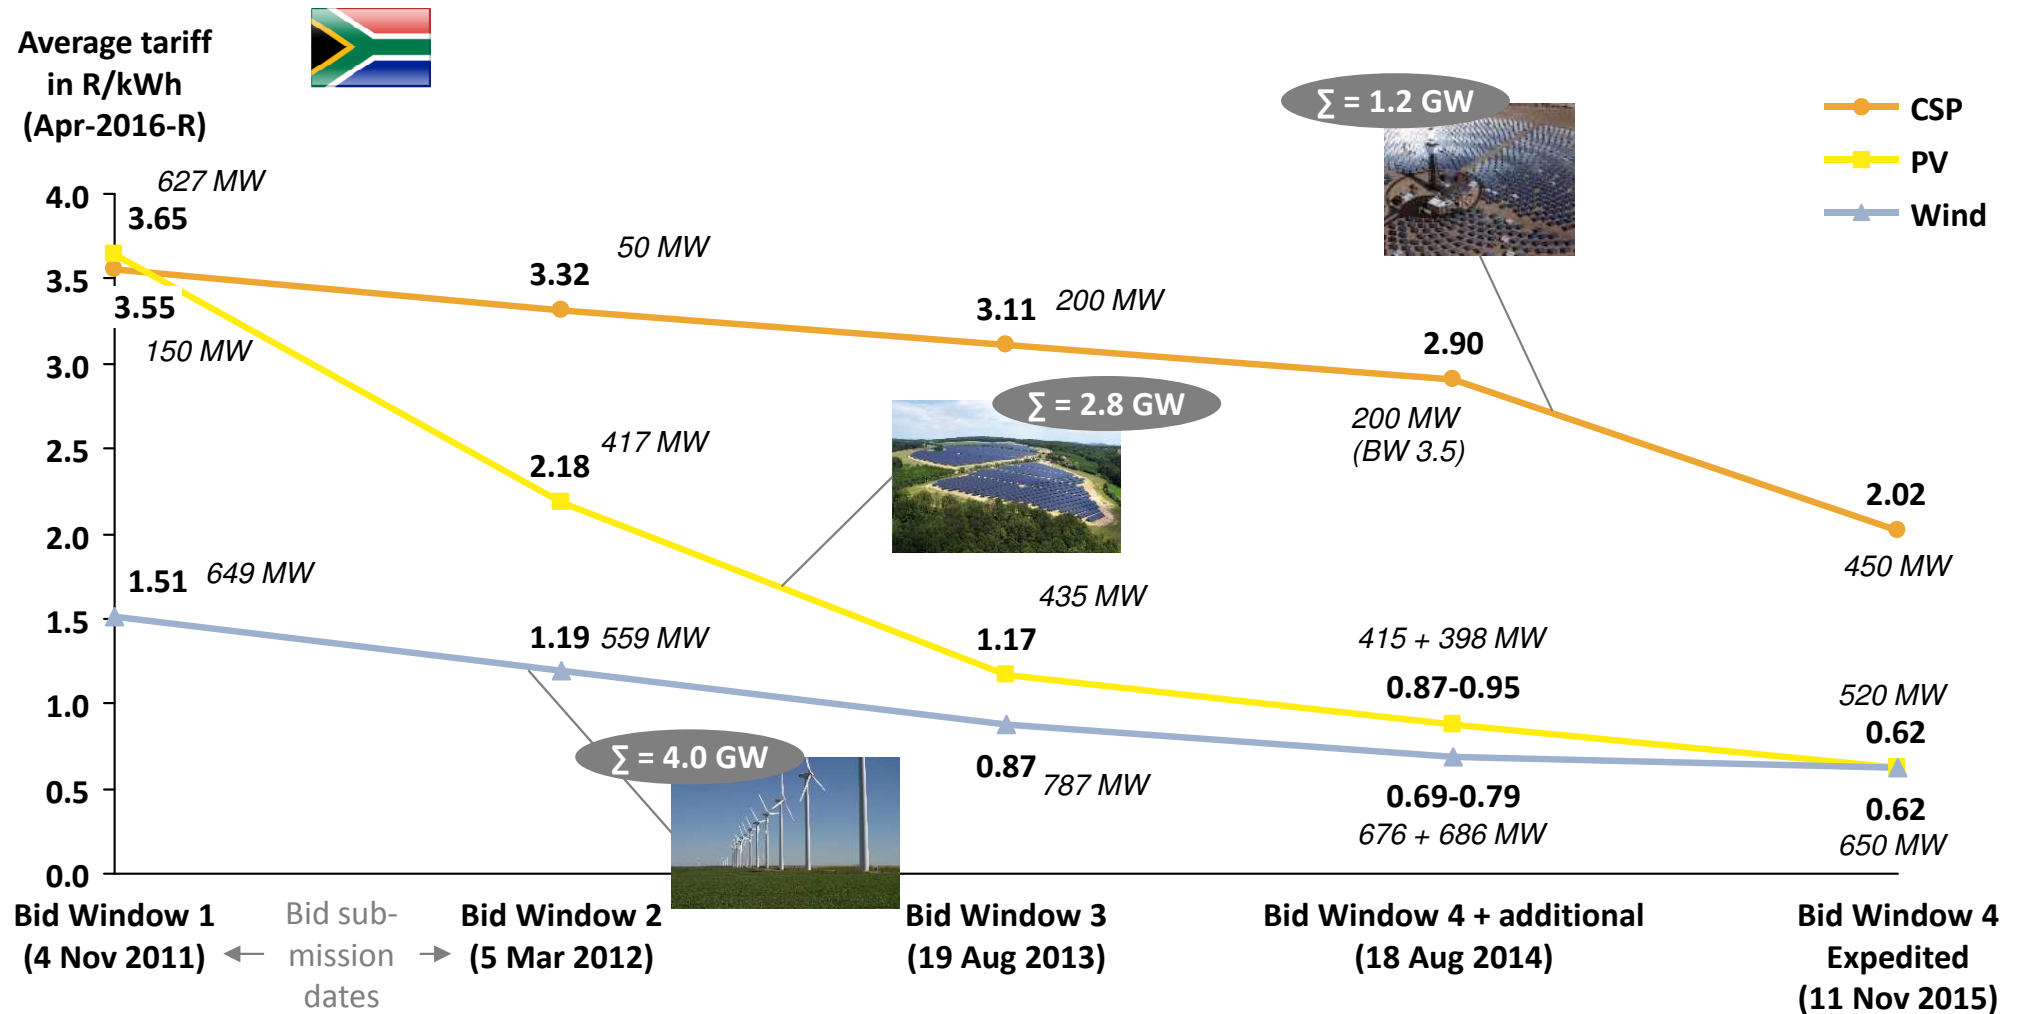 Average tariff
in R/kWh
(Apr-2016-R)
∑ = 1.2 GW
CSP
PV
Wind
4.0
3.5
3.0
2.5
2.0
1.5
1.0
0.5
0.0
627 MW
3.65
3.55
150 MW
3.32
50 MW
3.11
200 MW
2.90
200 MW
(BW 3.5)
2.02
450 MW
∑ = 2.8 GW
2.18
417 MW
435 MW
1.17
415 + 398 MW
0.87-0.95
520 MW
0.62
1.51
649 MW
1.19
559 MW
∑ = 4.0 GW
0.87
787 MW
0.69-0.79
676 + 686 MW
0.62
650 MW
Bid Window 1
(4 Nov 2011)
Bid sub-
mission
dates
Bid Window 2
(5 Mar 2012)
Bid Window 3
(19 Aug 2013)
Bid Window 4 + additional
(18 Aug 2014)
Bid Window 4
Expedited
(11 Nov 2015)